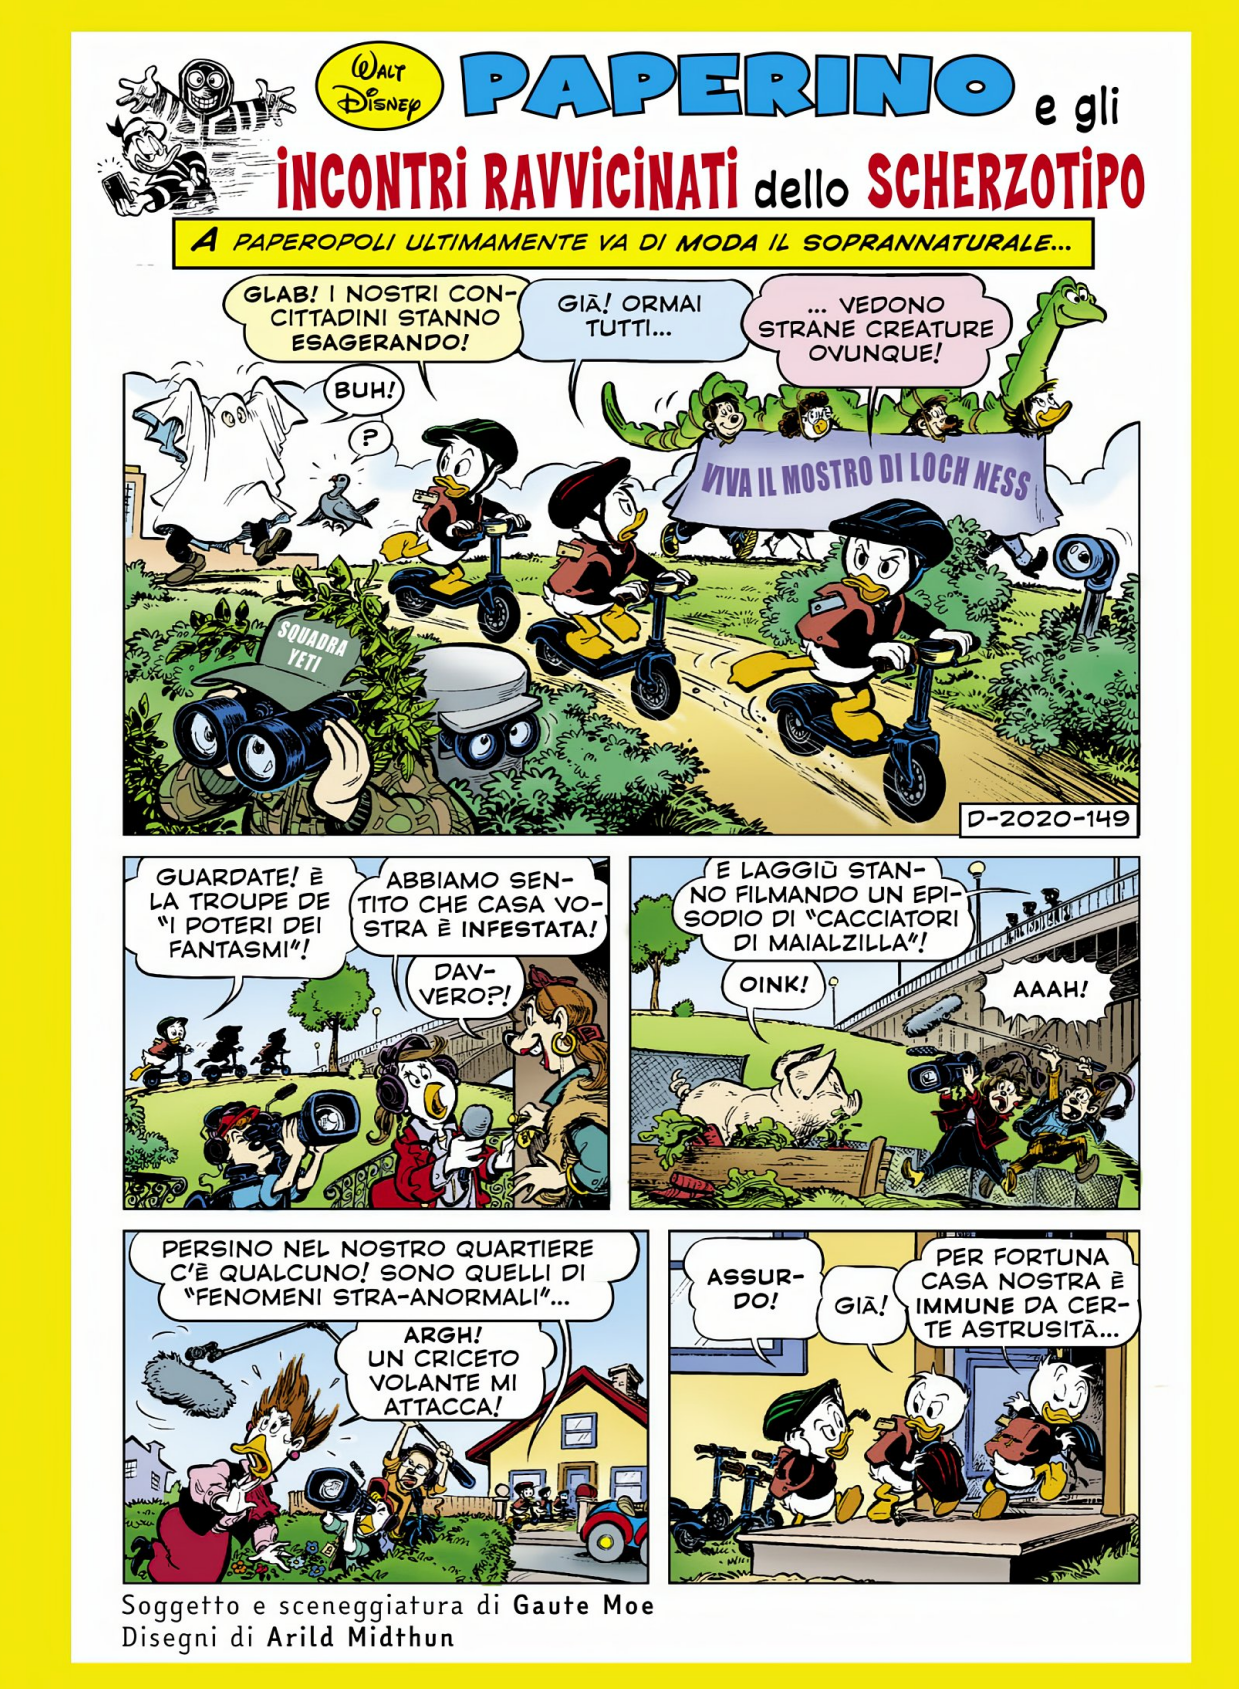 WALT
DISNEY
PAPERINO
e gli
iNCONTRi RAVViCiNATi dello SCHERZOTiPO
A PAPEROPOLI ULTIMAMENTE VA DI MODA IL SOPRANNATURALE...
GLAB! I NOSTRI CON-
CITTADINI STANNO
ESAGERANDO!
GIÀ! ORMAI
TUTTI...
... VEDONO
STRANE CREATURE
OVUNQUE!
BUH!
?
VIVA IL MOSTRO DI LOCH NESS
SQUADRA
YETI
D-2020-149
GUARDATE! È
LA TROUPE DE
"I POTERI DEI
FANTASMI"!
ABBIAMO SEN-
TITO CHE CASA VO-
STRA È INFESTATA!
DAV-
VERO?!
E LAGGIÙ STAN-
NO FILMANDO UN EPI-
SODIO DI "CACCIATORI
DI MAIALZILLA"!
OINK!
AAAH!
PERSINO NEL NOSTRO QUARTIERE
C'È QUALCUNO! SONO QUELLI DI
"FENOMENI STRA-ANORMALI"...
ARGH!
UN CRICETO
VOLANTE MI
ATTACCA!
ASSUR-
DO!
GIÀ!
PER FORTUNA
CASA NOSTRA È
IMMUNE DA CER-
TE ASTRUSITÀ...
Soggetto e sceneggiatura di Gaute Moe
Disegni di Arild Midthun